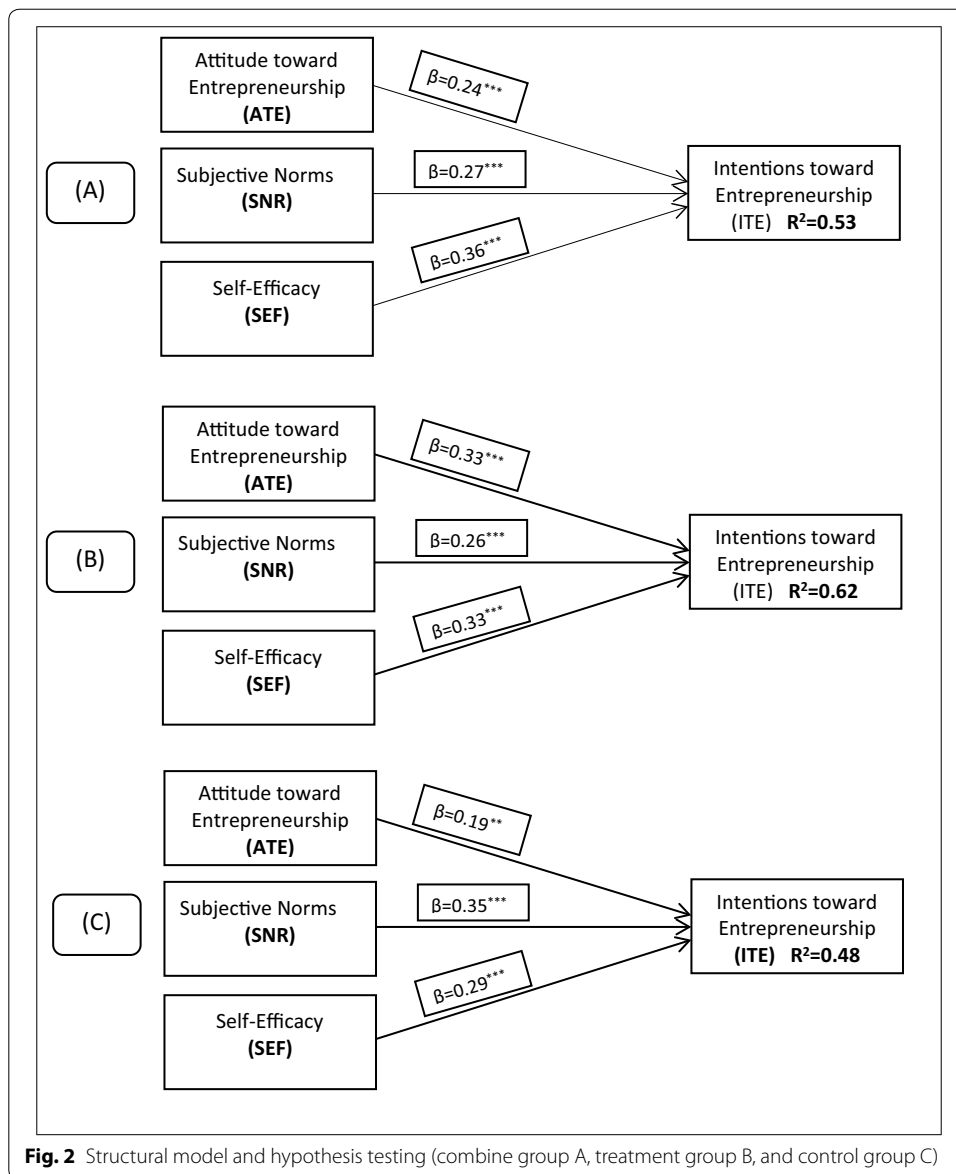 Attitude toward
Entrepreneurship
(ATE)
β=0.24***
(A)
Subjective Norms
(SNR)
β=0.27***
Intentions toward
Entrepreneurship
(ITE) R²=0.53
β=0.36***
Self-Efficacy
(SEF)
Attitude toward
Entrepreneurship
(ATE)
β=0.33***
(B)
Subjective Norms
(SNR)
β=0.26***
Intentions toward
Entrepreneurship
(ITE) R²=0.62
β=0.33***
Self-Efficacy
(SEF)
Attitude toward
Entrepreneurship
(ATE)
β=0.19**
(C)
Subjective Norms
(SNR)
β=0.35***
Intentions toward
Entrepreneurship
(ITE) R²=0.48
β=0.29***
Self-Efficacy
(SEF)
Fig. 2 Structural model and hypothesis testing (combine group A, treatment group B, and control group C)